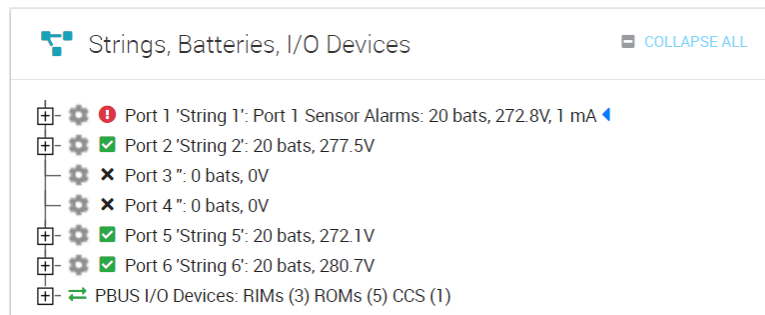 Strings, Batteries, I/O Devices
COLLAPSE ALL
Port 1 'String 1': Port 1 Sensor Alarms: 20 bats, 272.8V, 1 mA
Port 2 'String 2': 20 bats, 277.5V
Port 3 '': 0 bats, 0V
Port 4 '': 0 bats, 0V
Port 5 'String 5': 20 bats, 272.1V
Port 6 'String 6': 20 bats, 280.7V
PBUS I/O Devices: RIMs (3) ROMs (5) CCS (1)